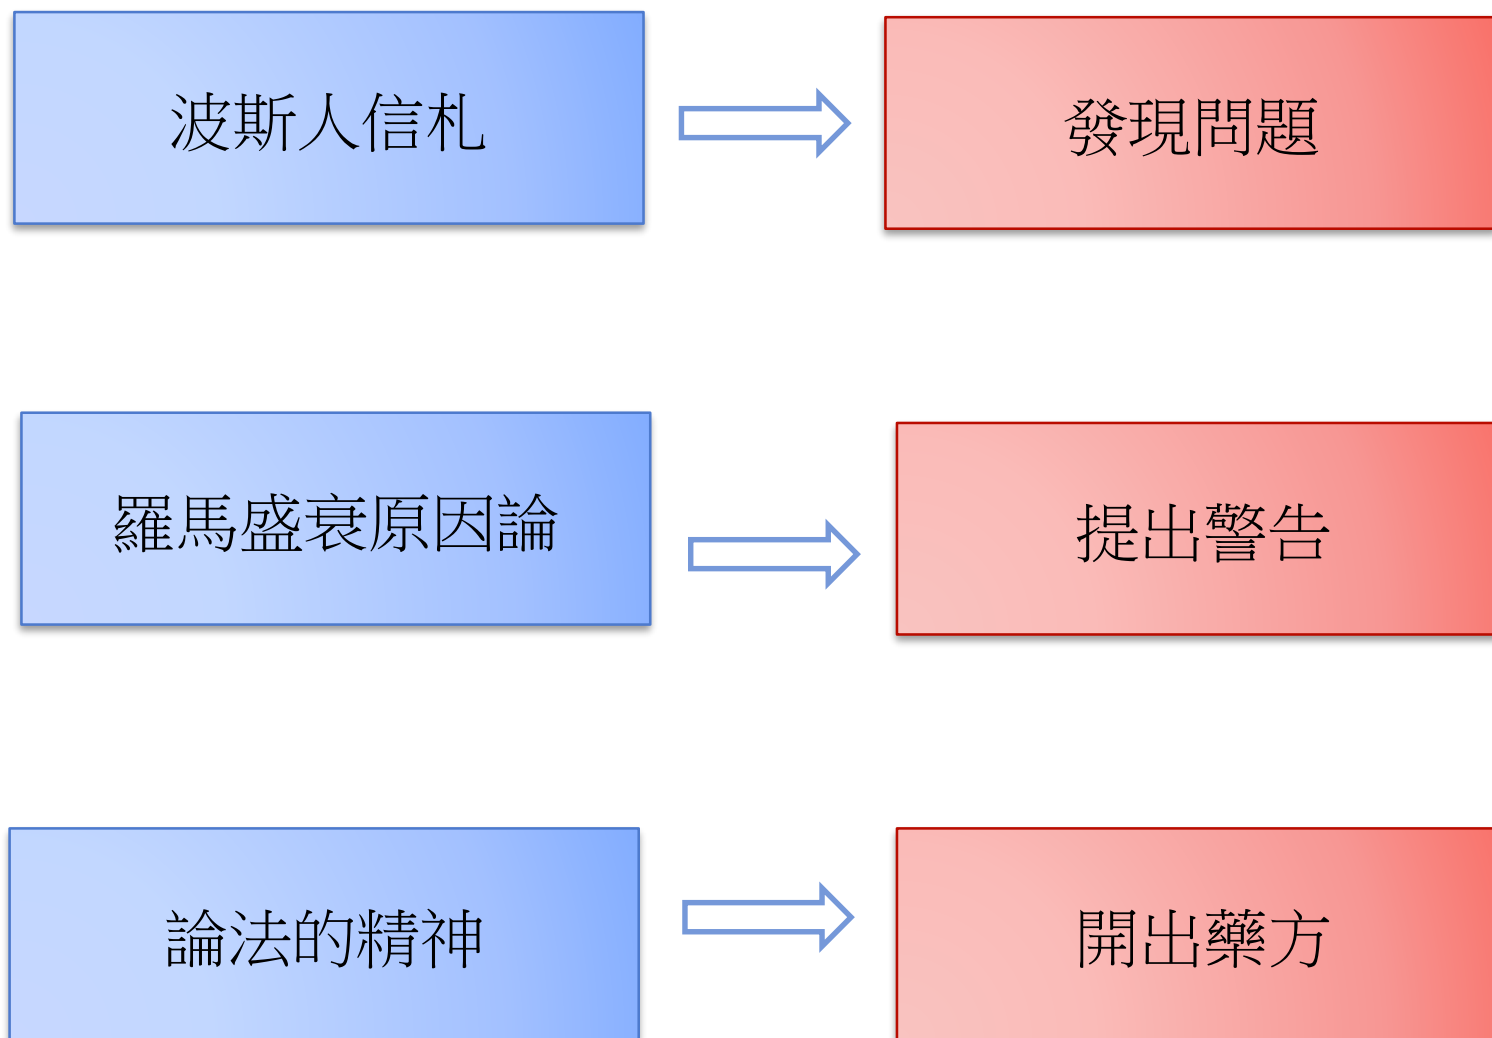 波斯人信札
發現問題
羅馬盛衰原因論
提出警告
論法的精神
開出藥方